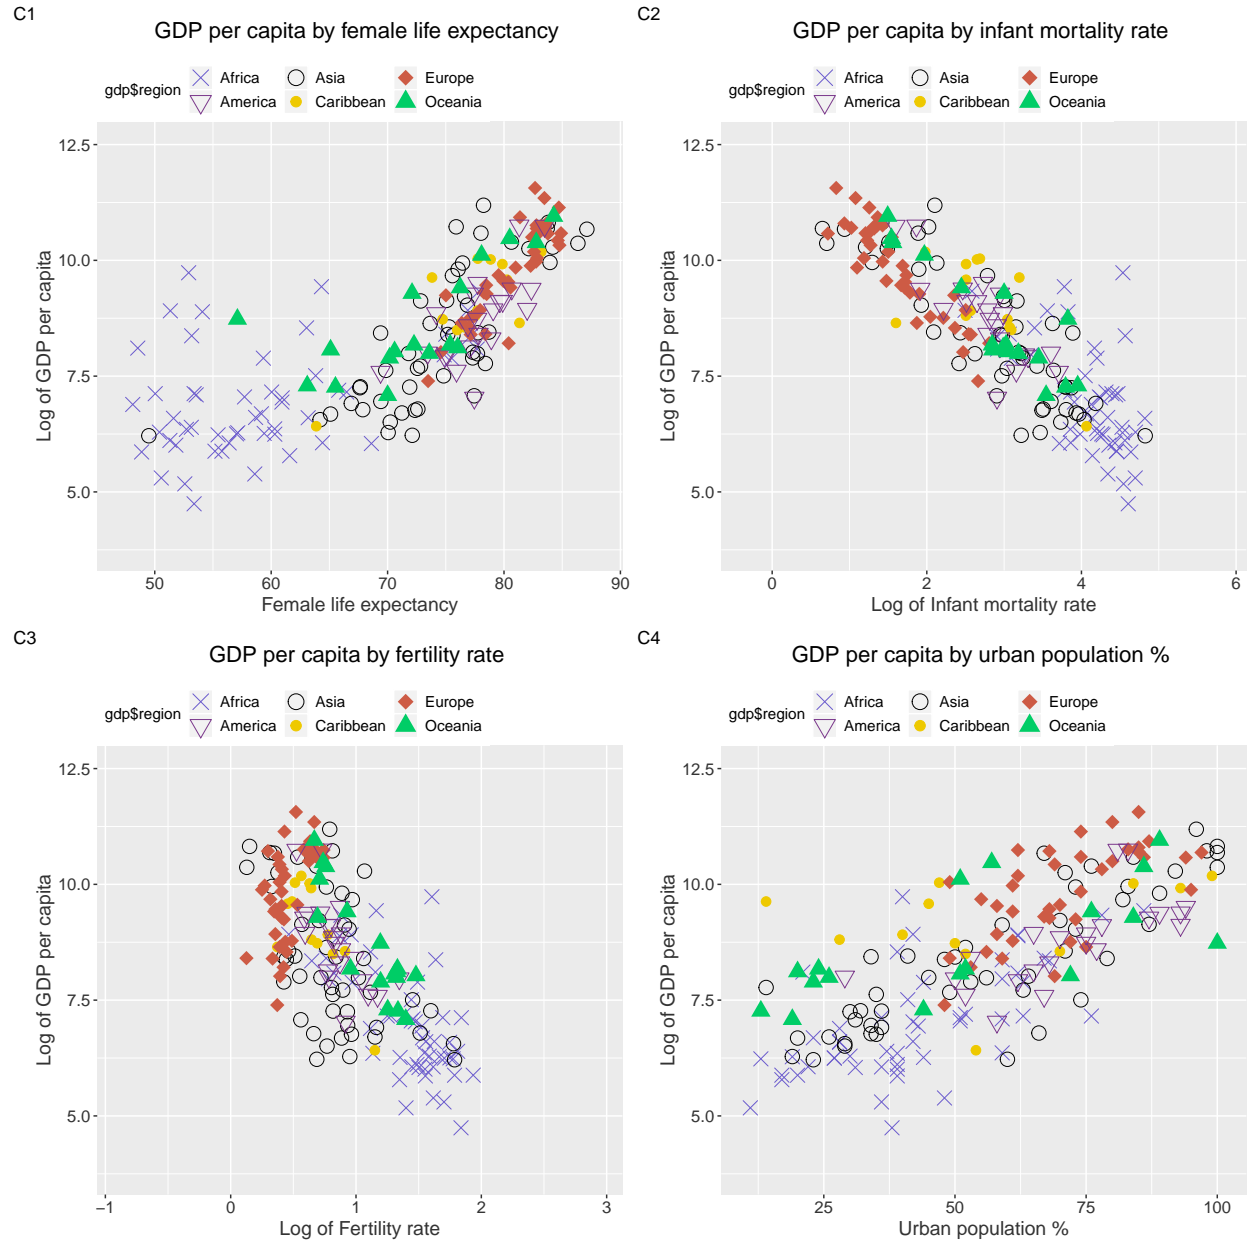 C1
GDP per capita by female life expectancy
gdp$region
Africa Asia Europe
America Caribbean Oceania
12.5
10.0
7.5
5.0
Log of GDP per capita
50 60 70 80 90
Female life expectancy
C2
GDP per capita by infant mortality rate
gdp$region
Africa Asia Europe
America Caribbean Oceania
12.5
10.0
7.5
5.0
Log of GDP per capita
0 2 4 6
Log of Infant mortality rate
C3
GDP per capita by fertility rate
gdp$region
Africa Asia Europe
America Caribbean Oceania
12.5
10.0
7.5
5.0
Log of GDP per capita
−1 0 1 2 3
Log of Fertility rate
C4
GDP per capita by urban population %
gdp$region
Africa Asia Europe
America Caribbean Oceania
12.5
10.0
7.5
5.0
Log of GDP per capita
25 50 75 100
Urban population %